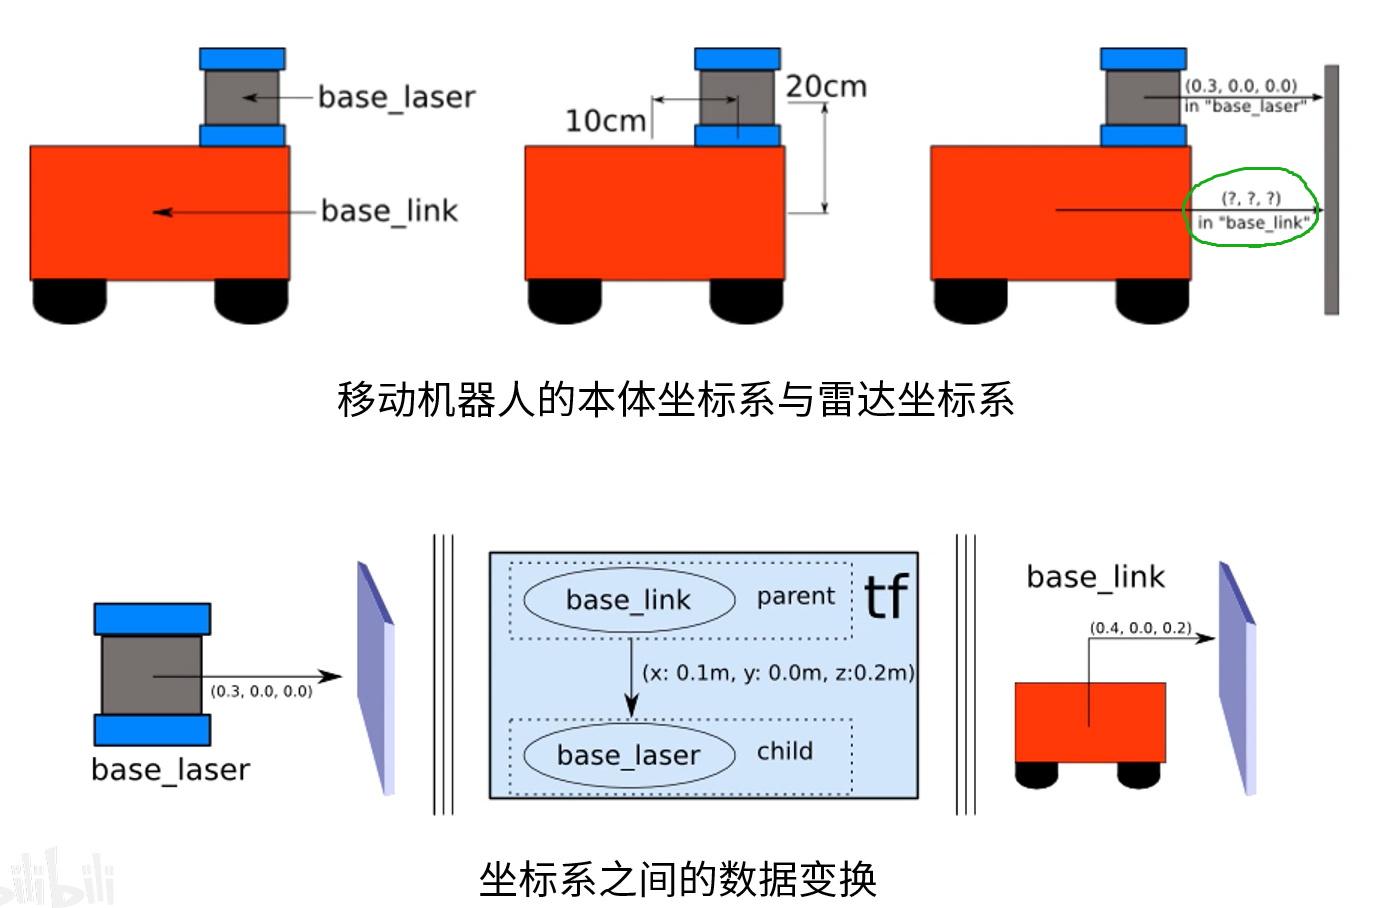 base_laser
base_link
10cm
20cm
(0.3, 0.0, 0.0)
in "base_laser"
(?, ?, ?)
in "base_link"
移动机器人的本体坐标系与雷达坐标系
(0.3, 0.0, 0.0)
base_laser
base_link
parent
tf
(x: 0.1m, y: 0.0m, z:0.2m)
base_laser
child
base_link
(0.4, 0.0, 0.2)
坐标系之间的数据变换
bilibili